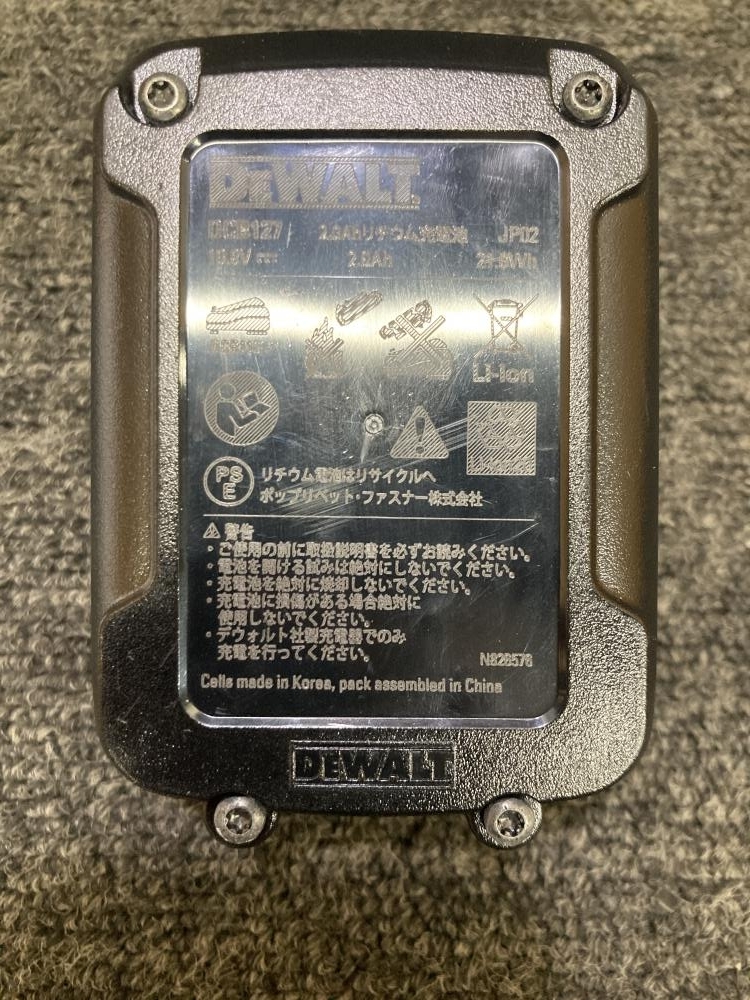 DEWALT
DCB127 2.0Ahリチウム充電池 JP02
10.8V 2.0Ah
Li-Ion
PS
E
リチウム電池はリサイクルへ
ポップリベット・ファスナー株式会社
警告
・ご使用の前に取扱説明書を必ずお読みください。
・電池を開ける試みは絶対にしないでください。
・充電池を絶対に焼却しないでください。
・充電池に損傷がある場合絶対に
使用しないでください。
・デウォルト社製充電器でのみ
充電を行ってください。
N826576
Cells made in Korea, pack assembled in China
DEWALT